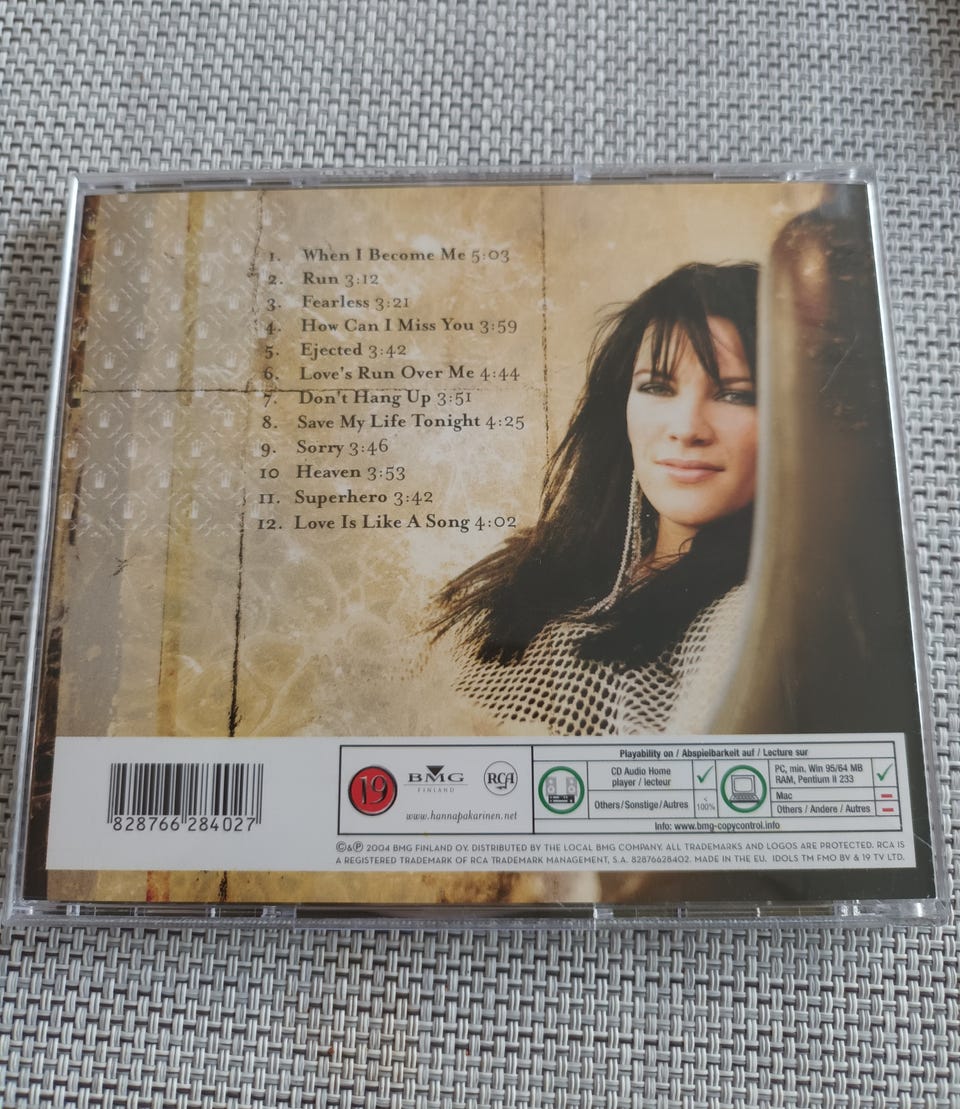 1. When I Become Me 5:03
2. Run 3:12
3. Fearless 3:21
4. How Can I Miss You 3:59
5. Ejected 3:42
6. Love's Run Over Me 4:44
7. Don't Hang Up 3:51
8. Save My Life Tonight 4:25
9. Sorry 3:46
10 Heaven 3:53
11. Superhero 3:42
12. Love Is Like A Song 4:02
828766 284027
19
BMG
FINLAND
RCA
www.hannapakarinen.net
Playability on / Abspielbarkeit auf / Lecture sur
CD Audio Home
player / lecteur
Others/Sonstige/Autres
< 100%
PC, min, Win 95/64 MB
RAM, Pentium II 233
Mac
Others / Andere / Autres
Info: www.bmg-copycontrol.info
©&℗ 2004 BMG FINLAND OY. DISTRIBUTED BY THE LOCAL BMG COMPANY. ALL TRADEMARKS AND LOGOS ARE PROTECTED. RCA IS
A REGISTERED TRADEMARK OF RCA TRADEMARK MANAGEMENT, S.A. 82876628402. MADE IN THE EU. IDOLS TM FMO BV & 19 TV LTD.